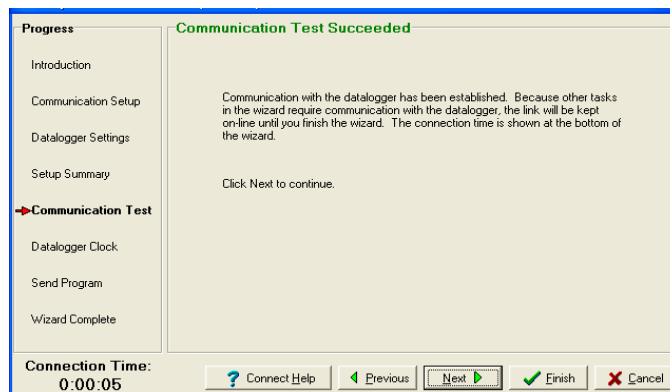 Progress
Introduction
Communication Setup
Datalogger Settings
Setup Summary
Communication Test
Datalogger Clock
Send Program
Wizard Complete
Communication Test Succeeded
Communication with the datalogger has been established.  Because other tasks
in the wizard require communication with the datalogger, the link will be kept
on-line until you finish the wizard.  The connection time is shown at the bottom of
the wizard.
Click Next to continue.
Connection Time:
0:00:05
? Connect Help
Previous
Next
Finish
Cancel